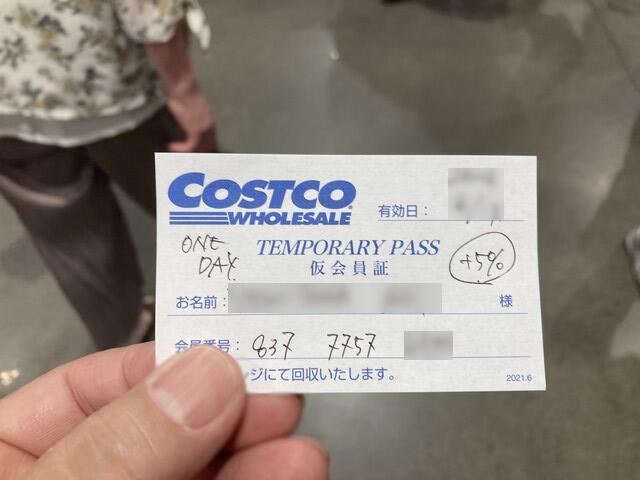 COSTCO
WHOLESALE
有効日:
ONE DAY
TEMPORARY PASS
仮会員証
+5%
お名前: 様
会員番号: 837 7757
ジにて回収いたします。
2021.6